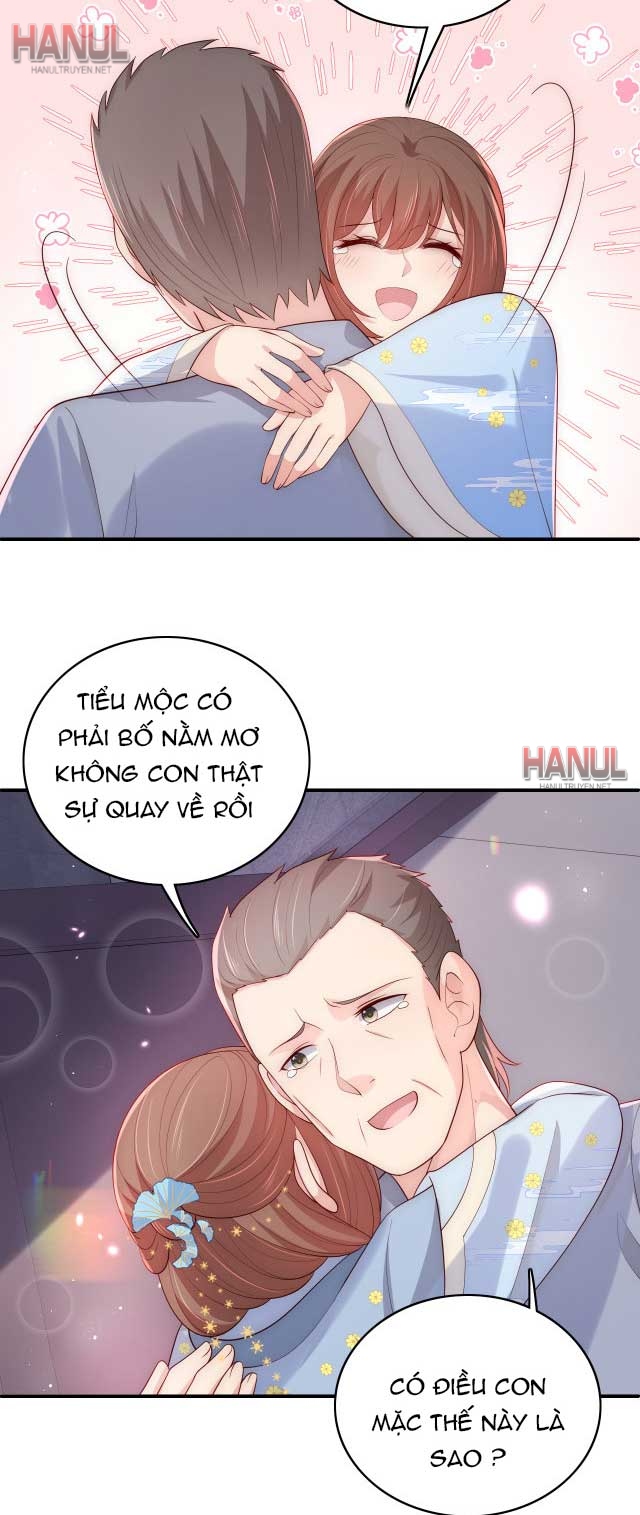 HANUL
HANULTRUYEN.NET
TIỂU MỘC CÓ
PHẢI BỐ NẰM MƠ
KHÔNG CON THẬT
SỰ QUAY VỀ RỒI
HANUL
HANULTRUYEN.NET
CÓ ĐIỀU CON
MẶC THẾ NÀY LÀ
SAO ?